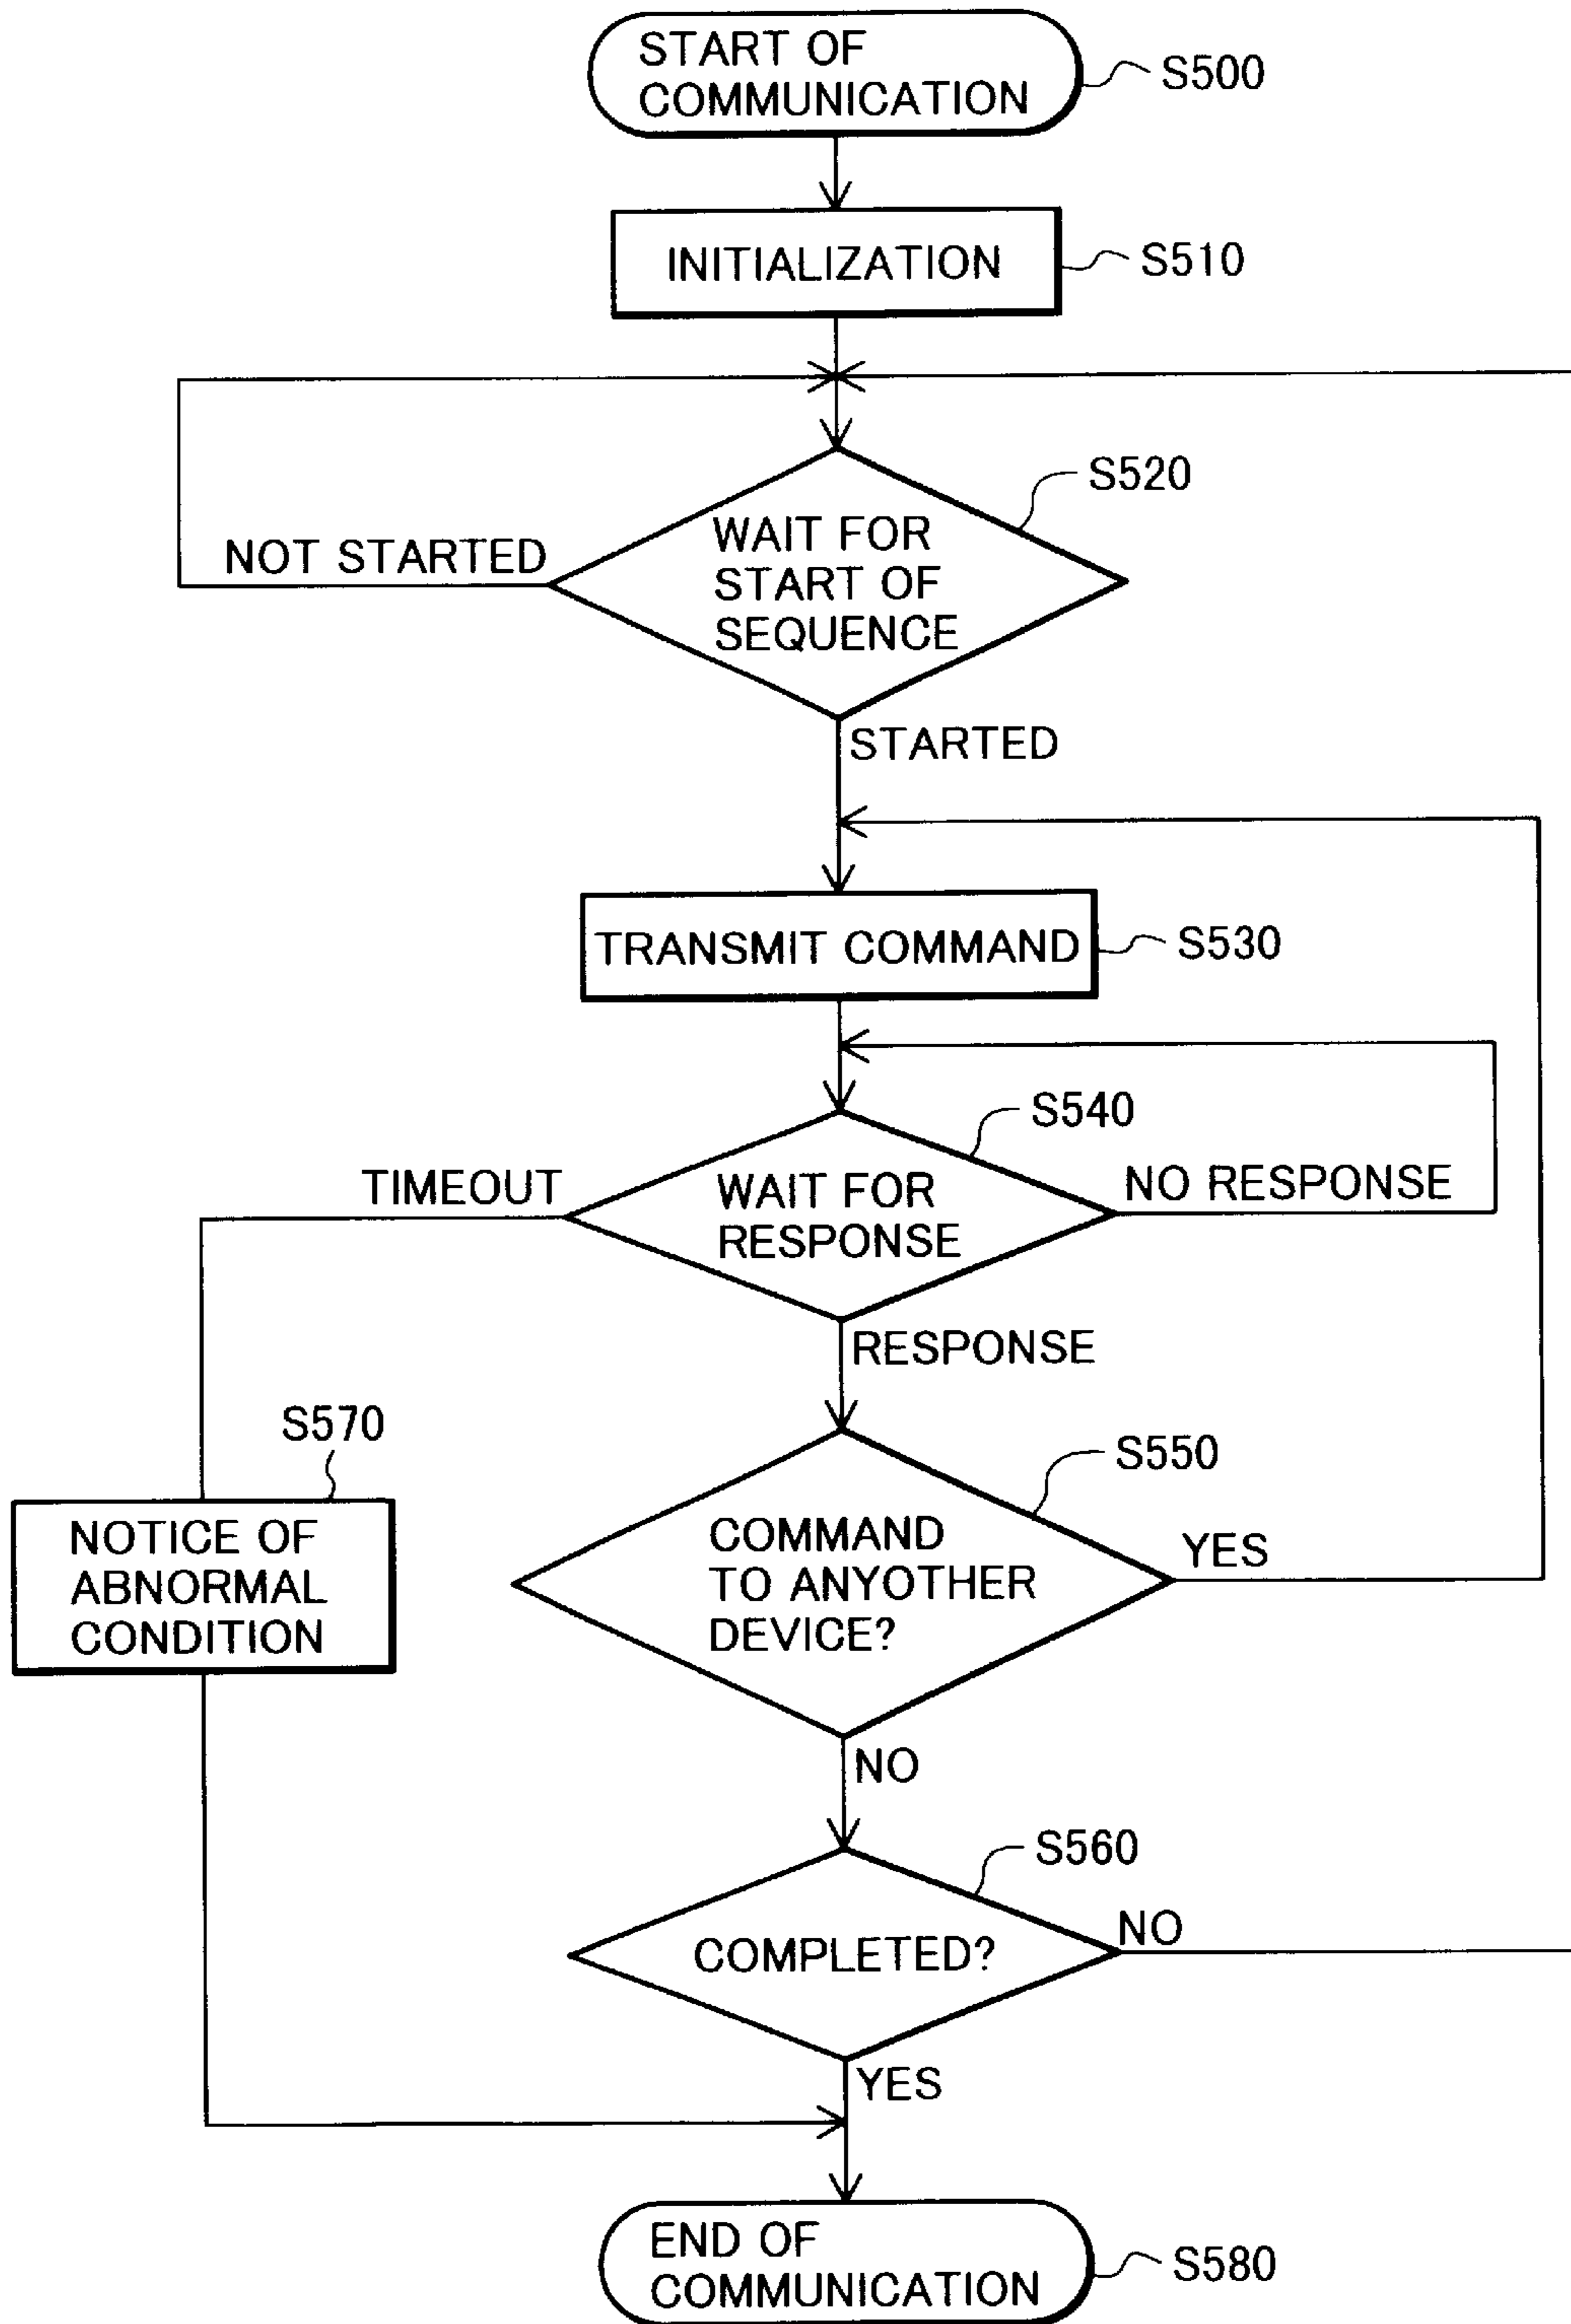 START OF
COMMUNICATION
S500
INITIALIZATION
S510
S520
WAIT FOR
START OF
SEQUENCE
NOT STARTED
STARTED
TRANSMIT COMMAND
S530
S540
TIMEOUT
WAIT FOR
RESPONSE
NO RESPONSE
RESPONSE
S570
NOTICE OF
ABNORMAL
CONDITION
S550
COMMAND
TO ANYOTHER
DEVICE?
YES
NO
S560
COMPLETED?
NO
YES
END OF
COMMUNICATION
S580